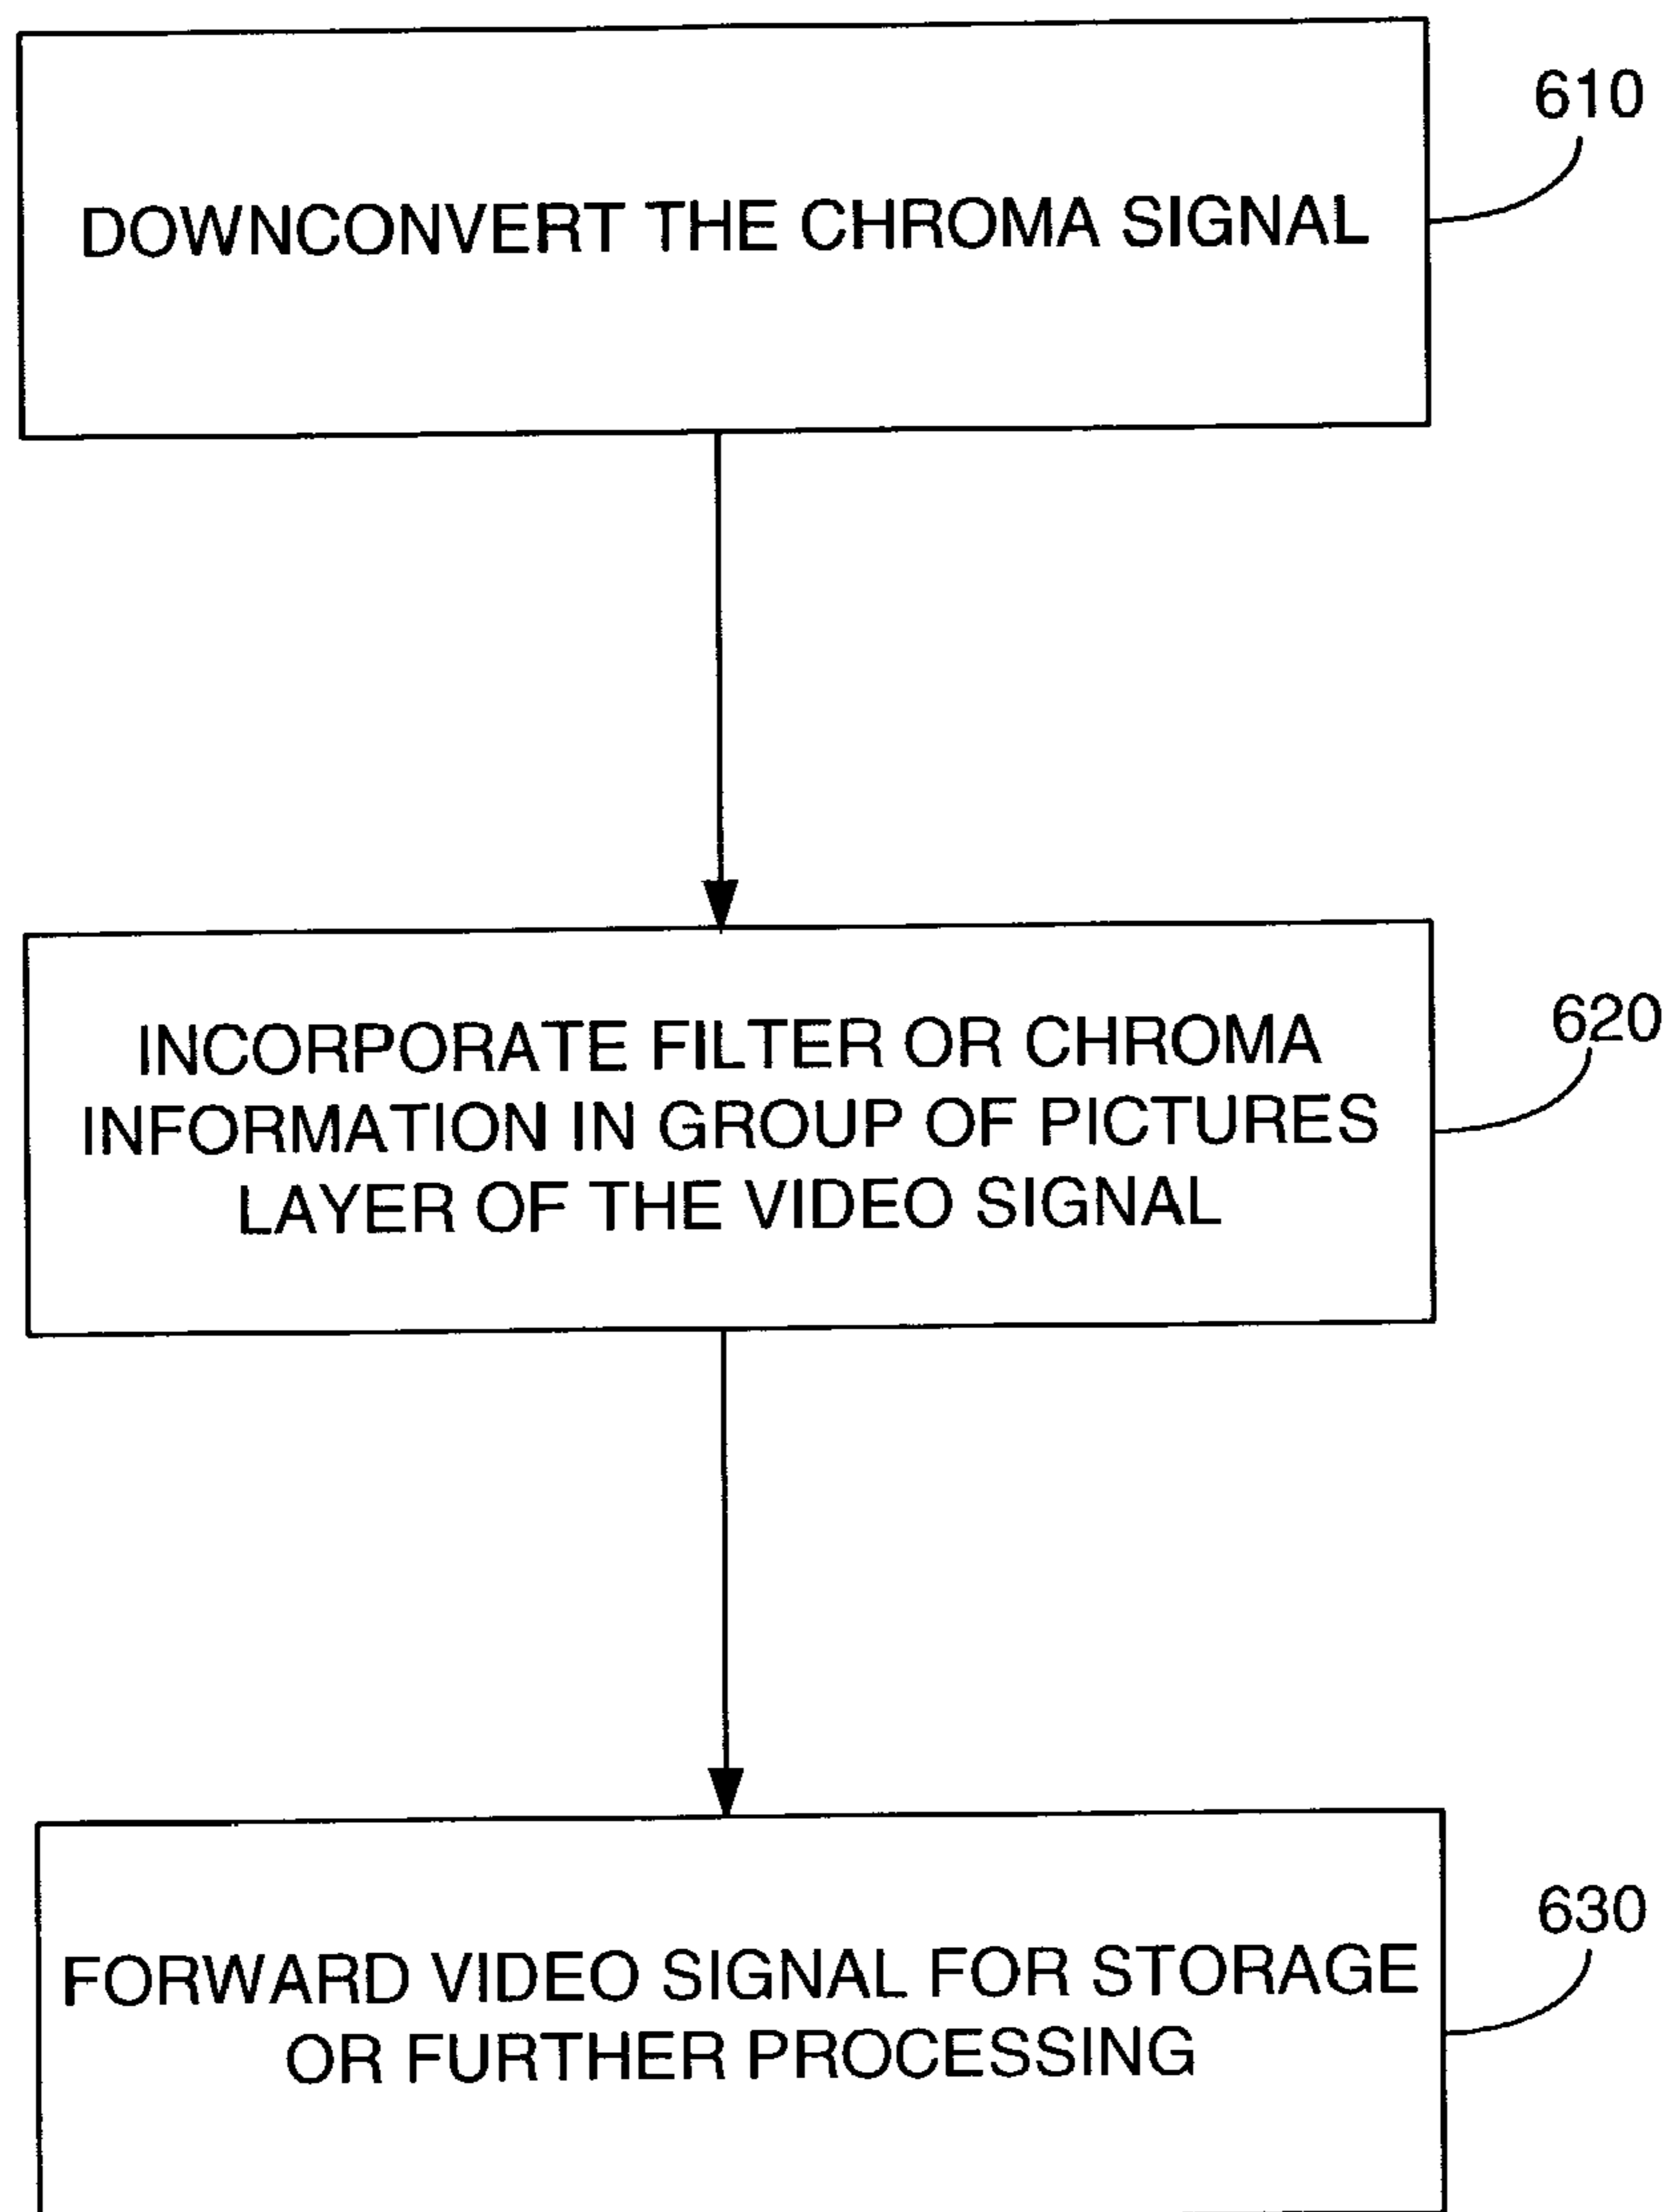 610
DOWNCONVERT THE CHROMA SIGNAL
620
INCORPORATE FILTER OR CHROMA
INFORMATION IN GROUP OF PICTURES
LAYER OF THE VIDEO SIGNAL
630
FORWARD VIDEO SIGNAL FOR STORAGE
OR FURTHER PROCESSING